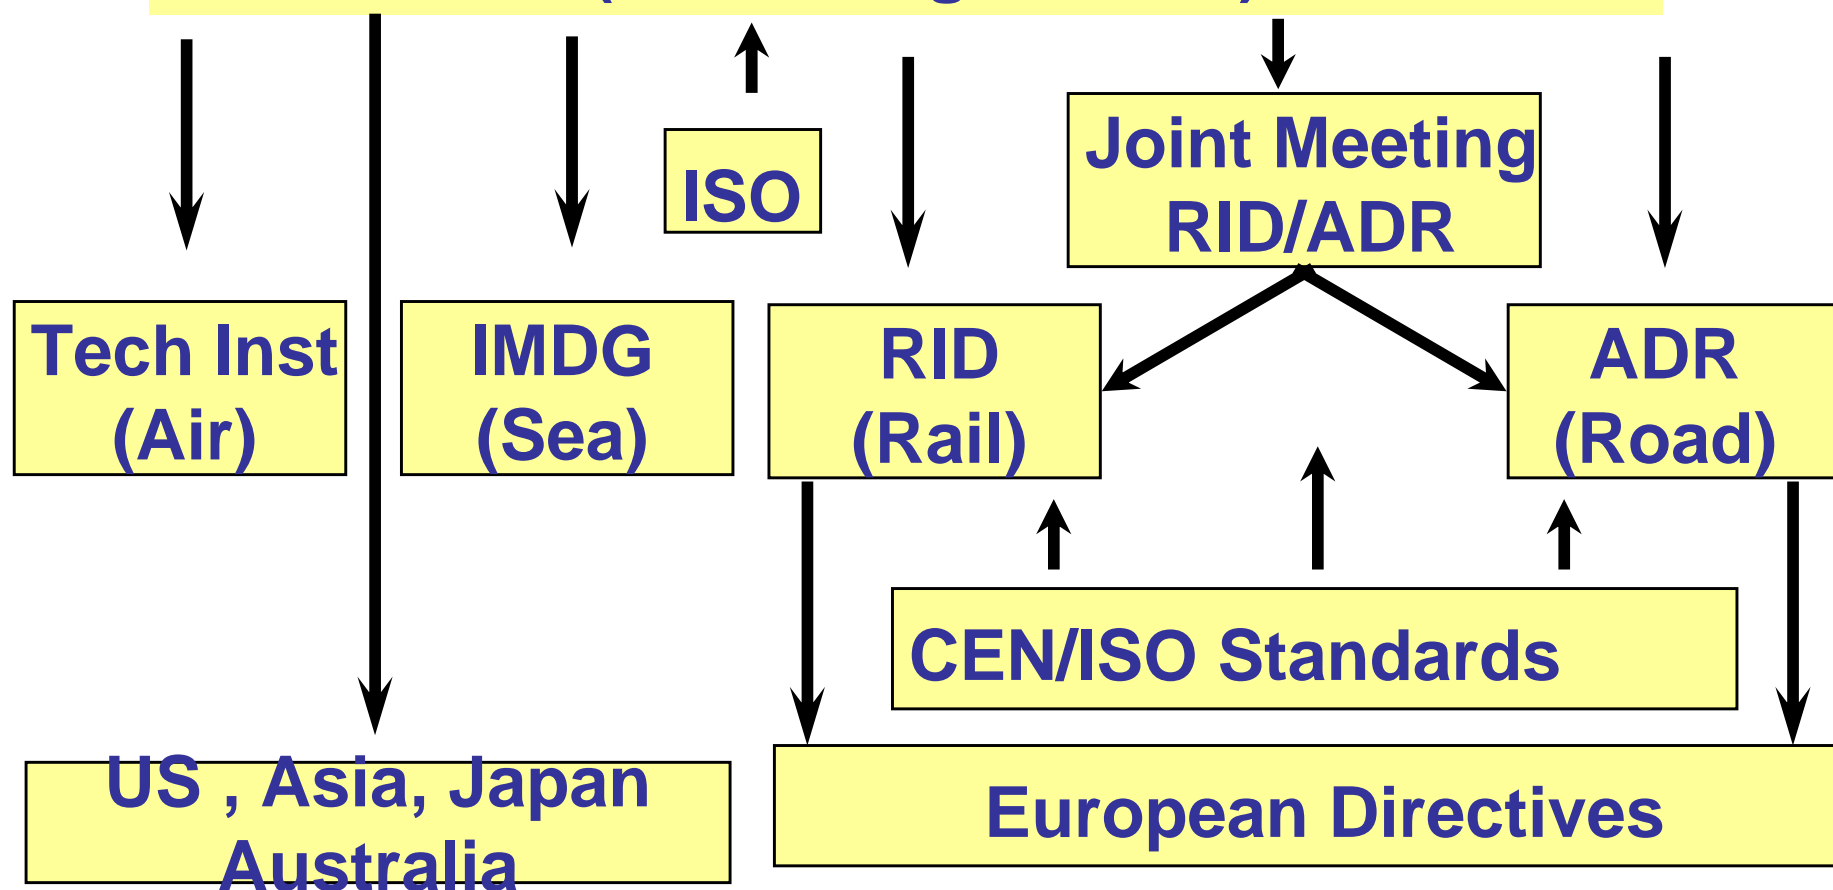 ISO
Joint Meeting
RID/ADR
Tech Inst
(Air)
IMDG
(Sea)
RID
(Rail)
ADR
(Road)
CEN/ISO Standards
US , Asia, Japan
Australia
European Directives